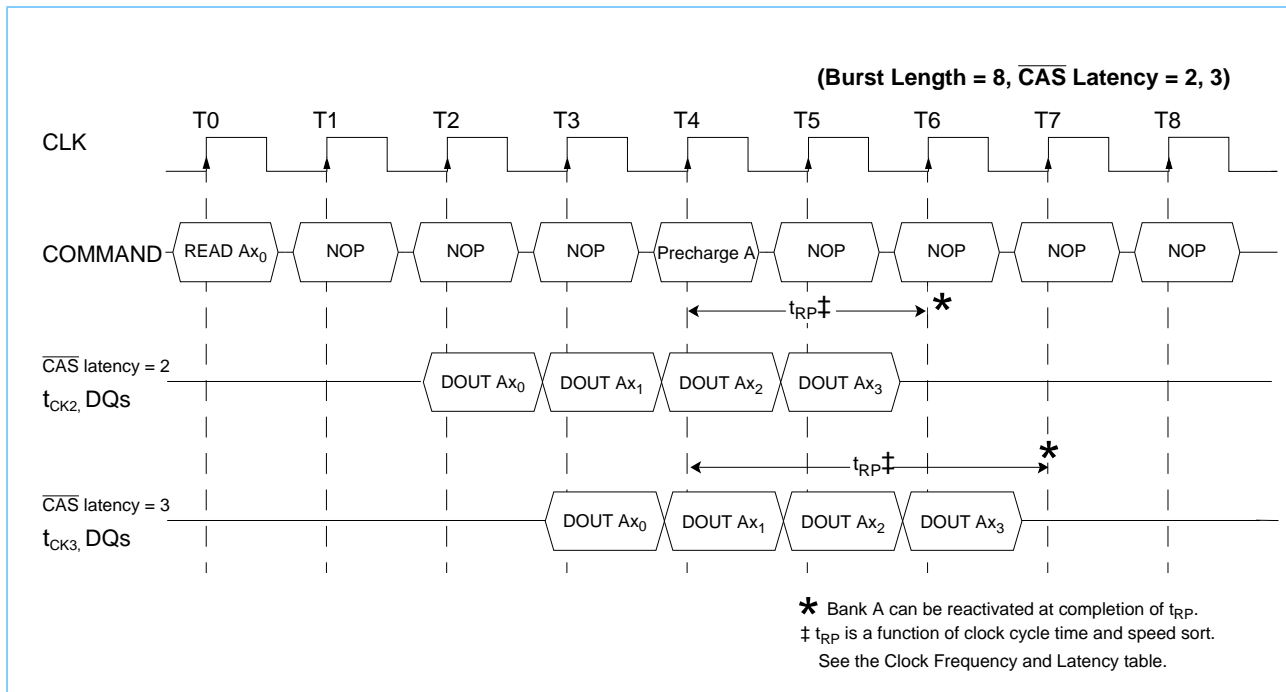 (Burst Length = 8, CAS Latency = 2, 3)
T0 T1 T2 T3 T4 T5 T6 T7 T8
CLK
COMMAND READ Ax0 NOP NOP NOP Precharge A NOP NOP NOP NOP
tRP‡ *
CAS latency = 2
tCK2, DQs
DOUT Ax0 DOUT Ax1 DOUT Ax2 DOUT Ax3
tRP‡ *
CAS latency = 3
tCK3, DQs
DOUT Ax0 DOUT Ax1 DOUT Ax2 DOUT Ax3
* Bank A can be reactivated at completion of tRP.
‡ tRP is a function of clock cycle time and speed sort.
See the Clock Frequency and Latency table.